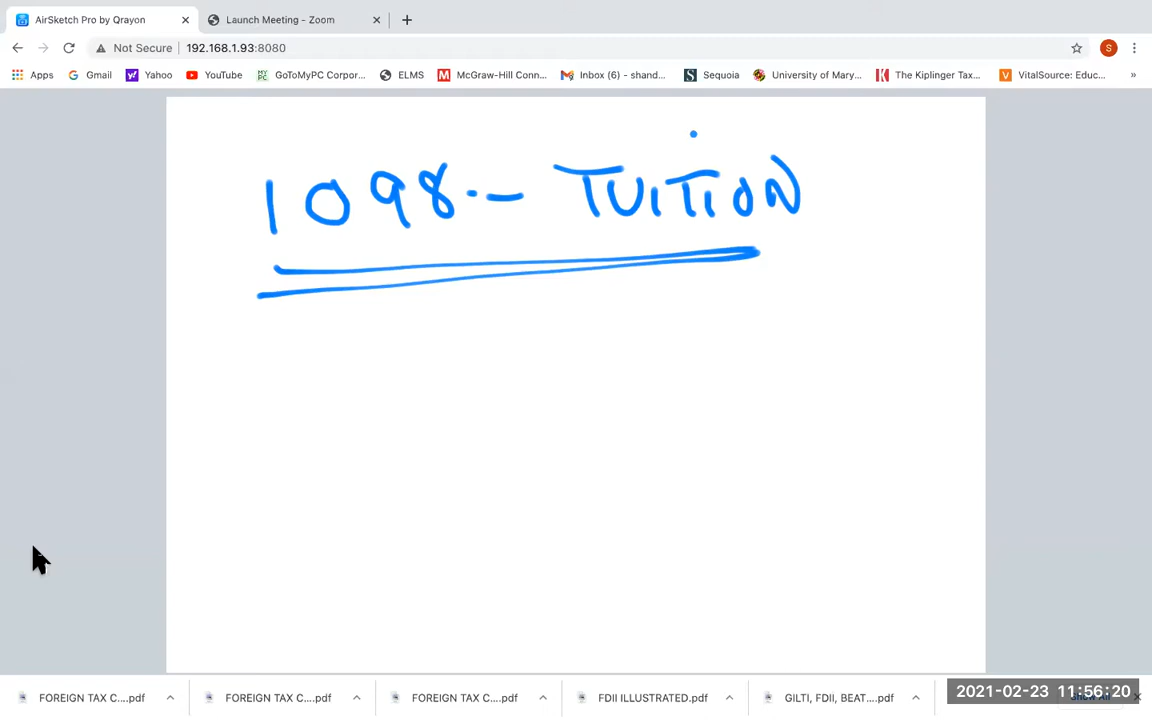 AirSketch Pro by Qrayon
Launch Meeting - Zoom
Not Secure 192.168.1.93:8080
S
Apps Gmail Yahoo YouTube GoToMyPC Corpor... ELMS McGraw-Hill Conn... Inbox (6) - shand... Sequoia University of Mary... The Kiplinger Tax... VitalSource: Educ... »
1098 - TUITION
FOREIGN TAX C....pdf FOREIGN TAX C....pdf FOREIGN TAX C....pdf FDII ILLUSTRATED.pdf GILTI, FDII, BEAT....pdf
2021-02-23 11:56:20